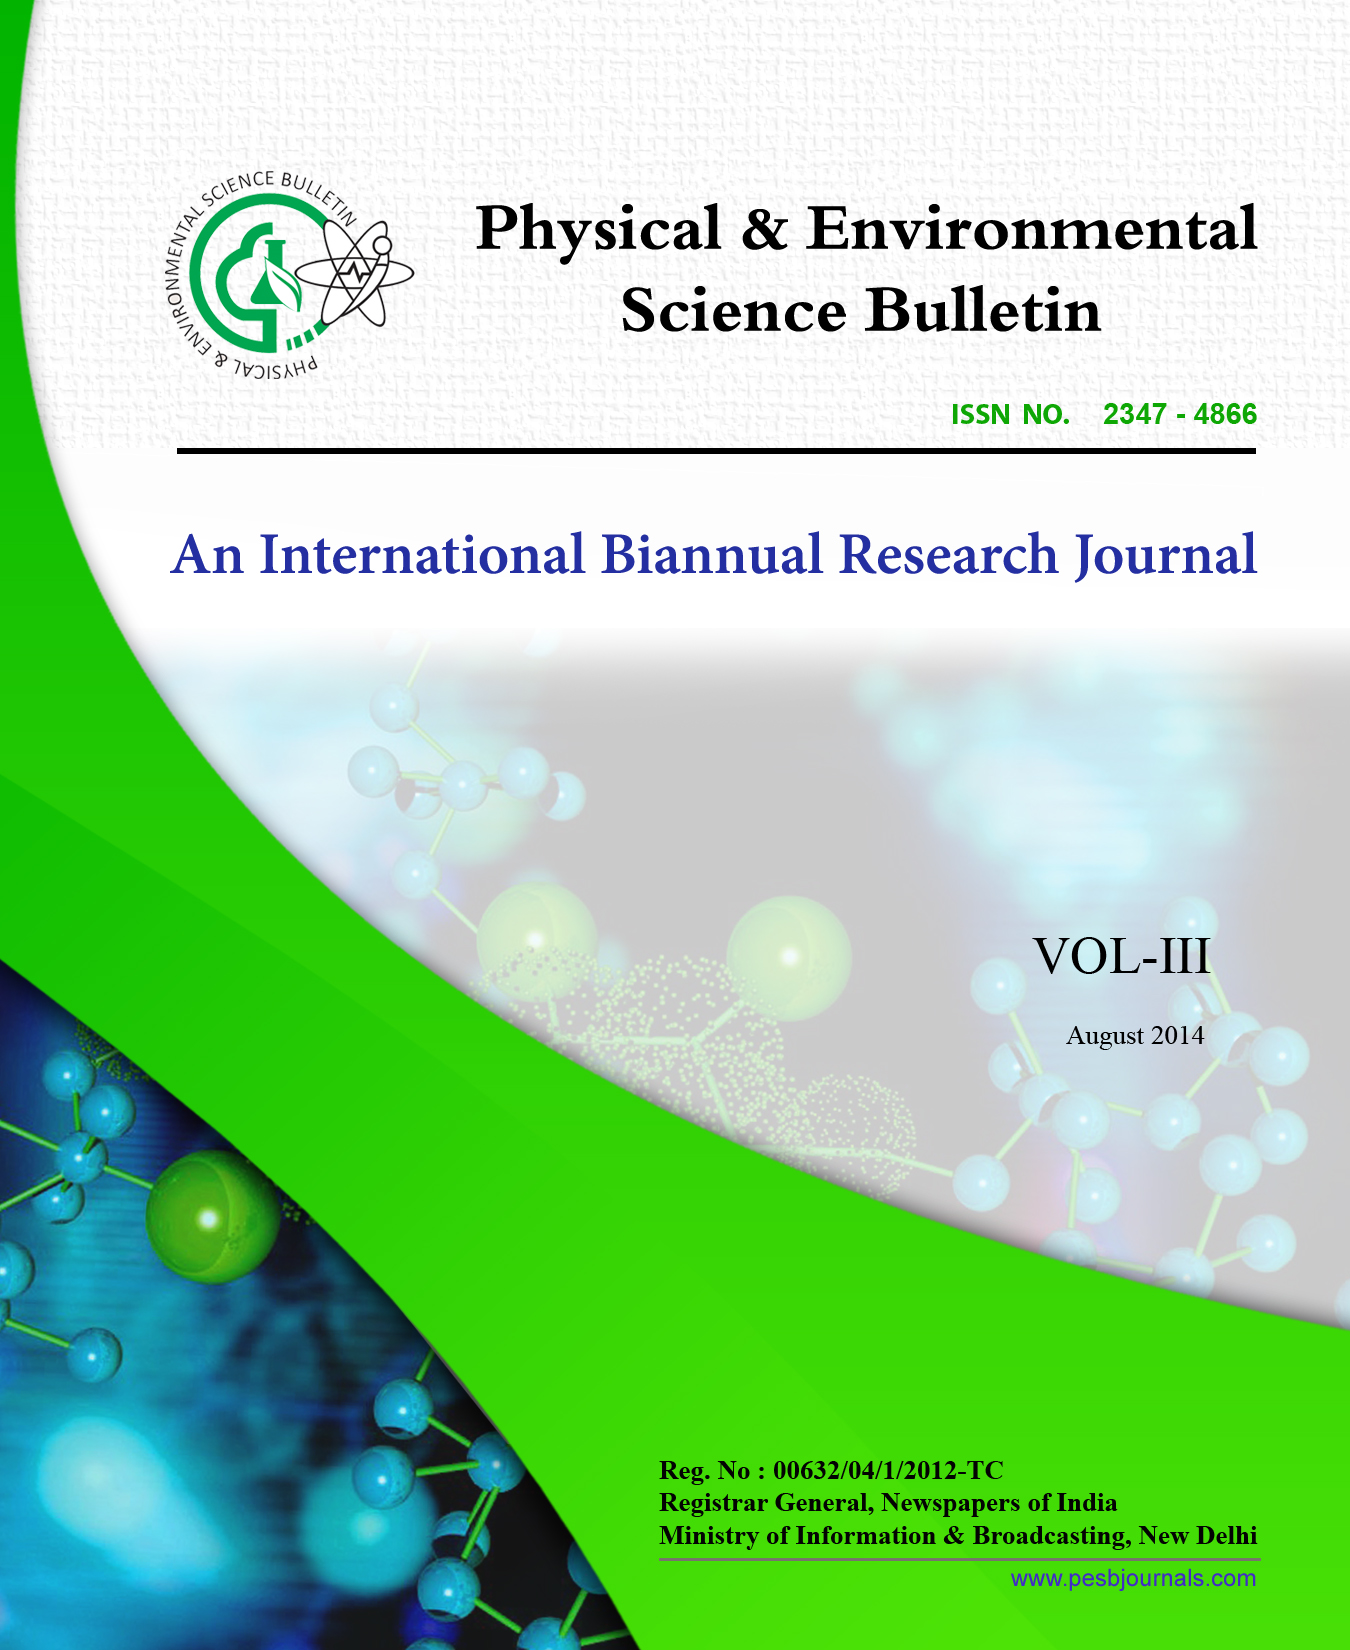 PHYSICAL & ENVIRONMENTAL SCIENCE BULLETIN
Physical & Environmental
Science Bulletin
ISSN NO. 2347 - 4866
An International Biannual Research Journal
VOL-III
August 2014
Reg. No : 00632/04/1/2012-TC
Registrar General, Newspapers of India
Ministry of Information & Broadcasting, New Delhi
www.pesbjournals.com